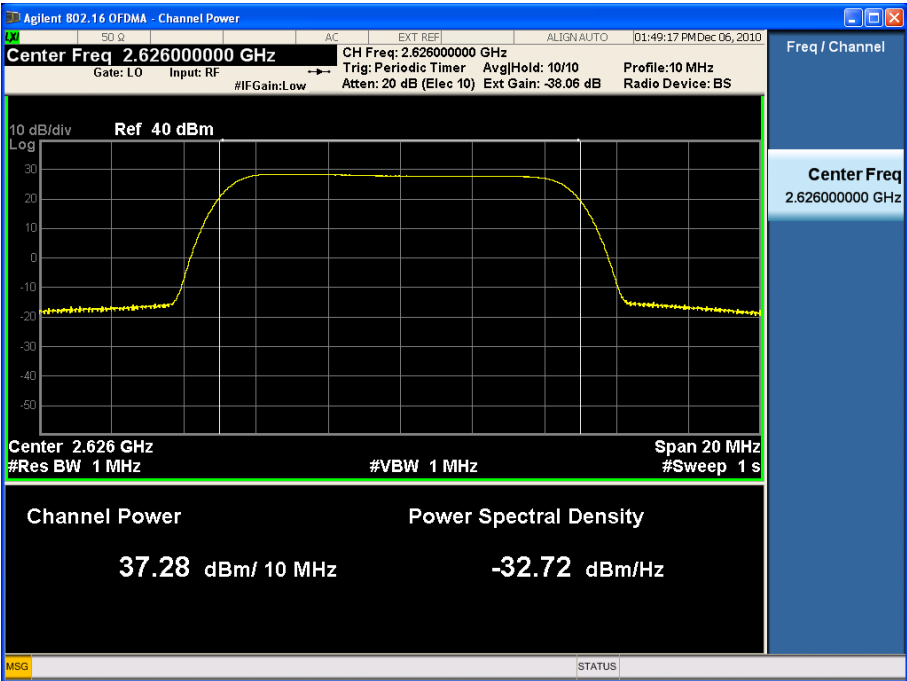 Agilent 802.16 OFDMA - Channel Power
LXI 50 Ω AC EXT REF ALIGN AUTO 01:49:17 PM Dec 06, 2010
Center Freq 2.626000000 GHz
Gate: LO Input: RF
#IFGain:Low
CH Freq: 2.626000000 GHz
Trig: Periodic Timer Avg|Hold: 10/10 Profile:10 MHz
Atten: 20 dB (Elec 10) Ext Gain: -38.06 dB Radio Device: BS
Freq / Channel
Center Freq
2.626000000 GHz
10 dB/div Ref 40 dBm
Log
30
20
10
0
-10
-20
-30
-40
-50
Center 2.626 GHz Span 20 MHz
#Res BW 1 MHz #VBW 1 MHz #Sweep 1 s
Channel Power Power Spectral Density
37.28 dBm/ 10 MHz -32.72 dBm/Hz
MSG STATUS